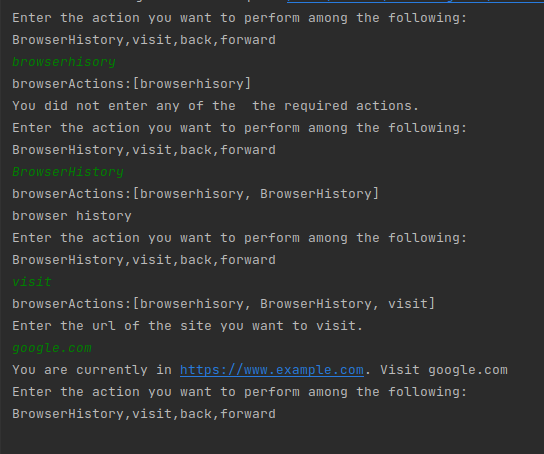 Enter the action you want to perform among the following:
BrowserHistory,visit,back,forward
browserhisory
browserActions:[browserhisory]
You did not enter any of the  the required actions.
Enter the action you want to perform among the following:
BrowserHistory,visit,back,forward
BrowserHistory
browserActions:[browserhisory, BrowserHistory]
browser history
Enter the action you want to perform among the following:
BrowserHistory,visit,back,forward
visit
browserActions:[browserhisory, BrowserHistory, visit]
Enter the url of the site you want to visit.
google.com
You are currently in https://www.example.com. Visit google.com
Enter the action you want to perform among the following:
BrowserHistory,visit,back,forward